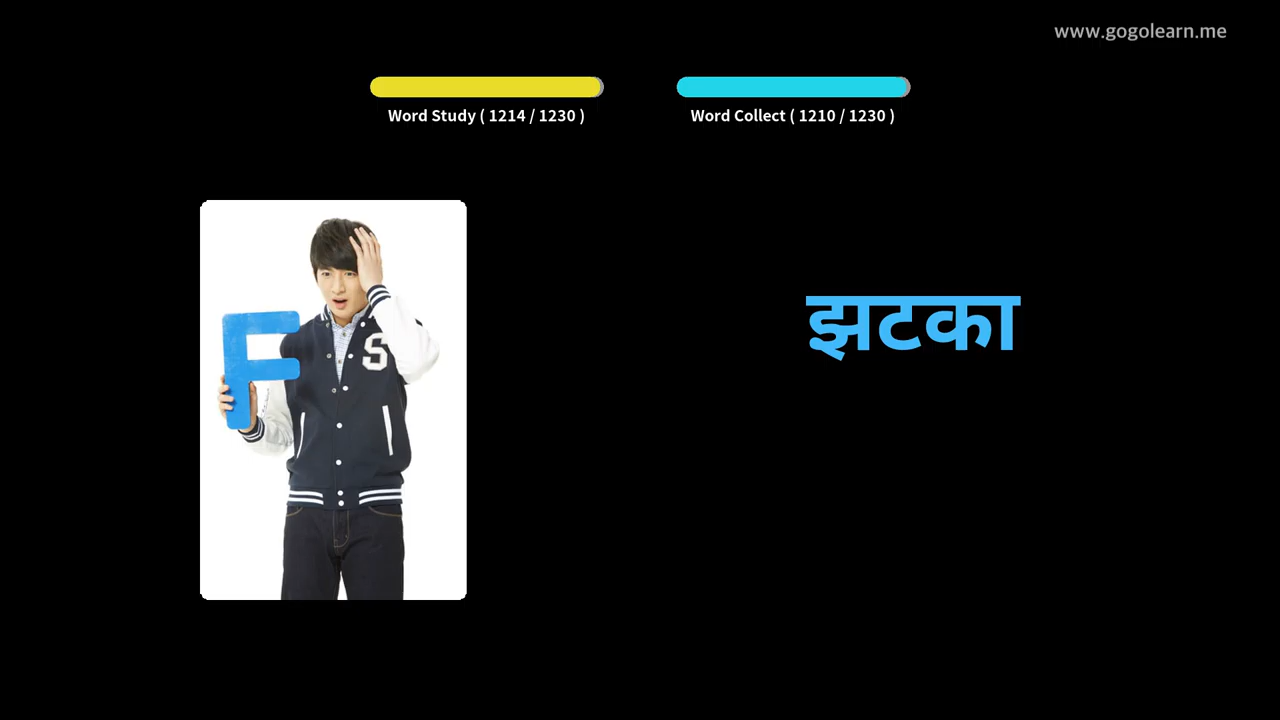 www.gogolearn.me
Word Study ( 1214 / 1230 )
Word Collect ( 1210 / 1230 )
F
S
झटका